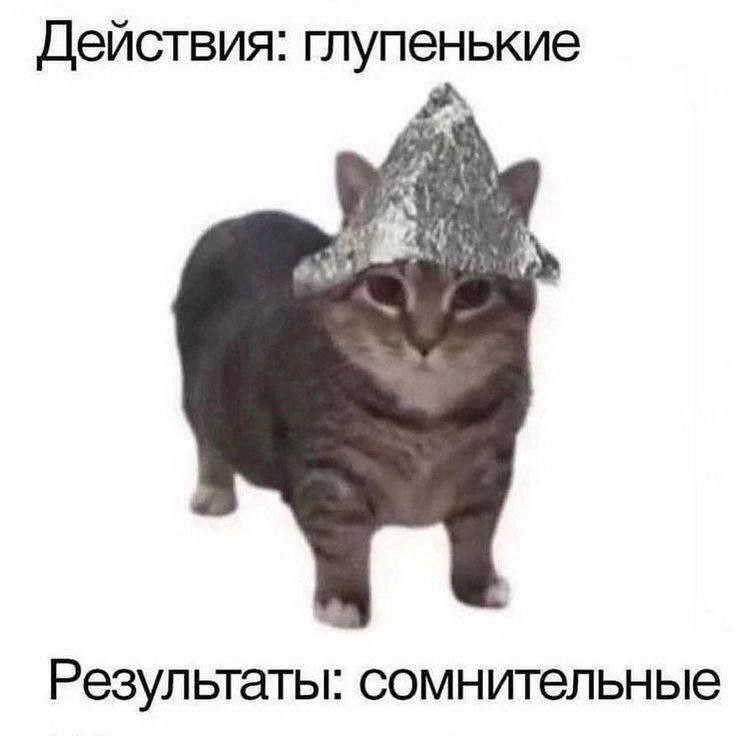 Действия: глупенькие
Результаты: сомнительные